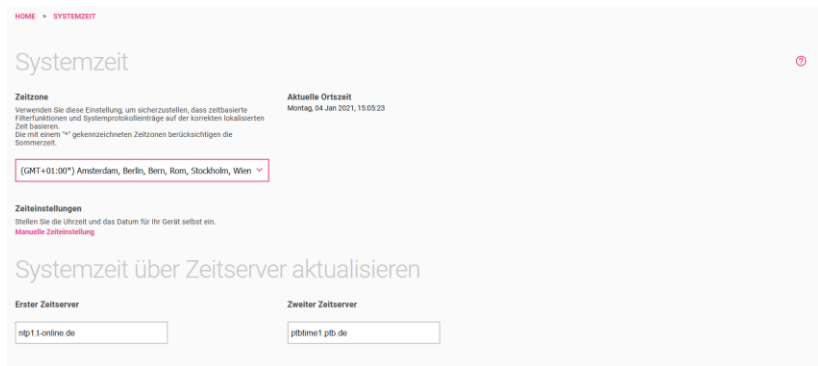 HOME > SYSTEMZEIT
Systemzeit
Zeitzone
Verwenden Sie diese Einstellung, um sicherzustellen, dass zeitbasierte
Filterfunktionen und Systemprotokolleinträge auf der korrekten lokalisierten
Zeit basieren.
Die mit einem "*" gekennzeichneten Zeitzonen berücksichtigen die
Sommerzeit.
(GMT+01:00*) Amsterdam, Berlin, Bern, Rom, Stockholm, Wien
Aktuelle Ortszeit
Montag, 04 Jan 2021, 15:05:23
Zeiteinstellungen
Stellen Sie die Uhrzeit und das Datum für Ihr Gerät selbst ein.
Manuelle Zeiteinstellung
Systemzeit über Zeitserver aktualisieren
Erster Zeitserver
ntp1.t-online.de
Zweiter Zeitserver
ptbtime1.ptb.de